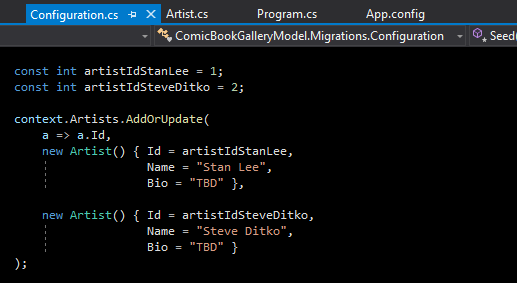 Configuration.cs Artist.cs Program.cs App.config
ComicBookGalleryModel.Migrations.Configuration Seed(
const int artistIdStanLee = 1;
const int artistIdSteveDitko = 2;
context.Artists.AddOrUpdate(
a => a.Id,
new Artist() { Id = artistIdStanLee,
Name = "Stan Lee",
Bio = "TBD" },
new Artist() { Id = artistIdSteveDitko,
Name = "Steve Ditko",
Bio = "TBD" }
);